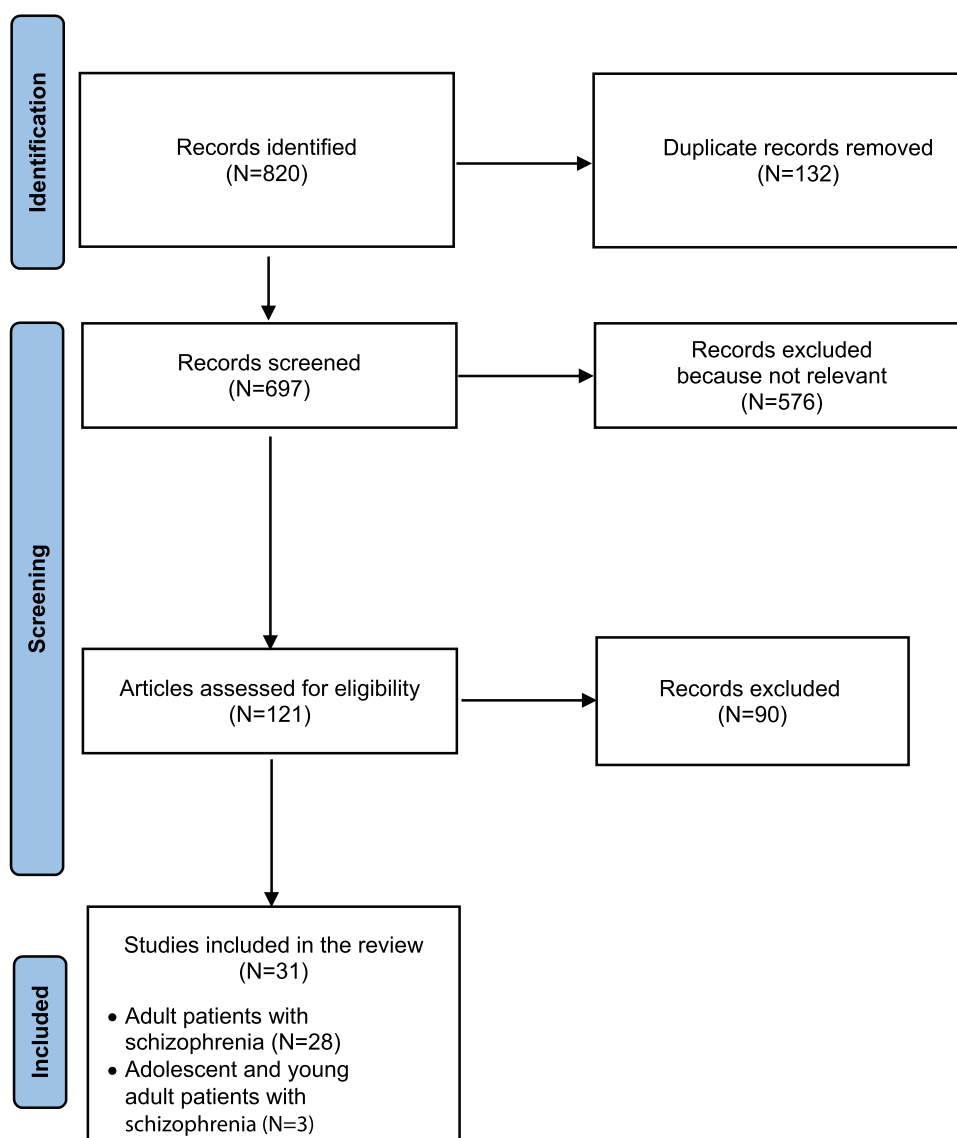 Identification
Records identified
(N=820)
Duplicate records removed
(N=132)
Screening
Records screened
(N=697)
Records excluded
because not relevant
(N=576)
Articles assessed for eligibility
(N=121)
Records excluded
(N=90)
Included
Studies included in the review
(N=31)
• Adult patients with
schizophrenia (N=28)
• Adolescent and young
adult patients with
schizophrenia (N=3)